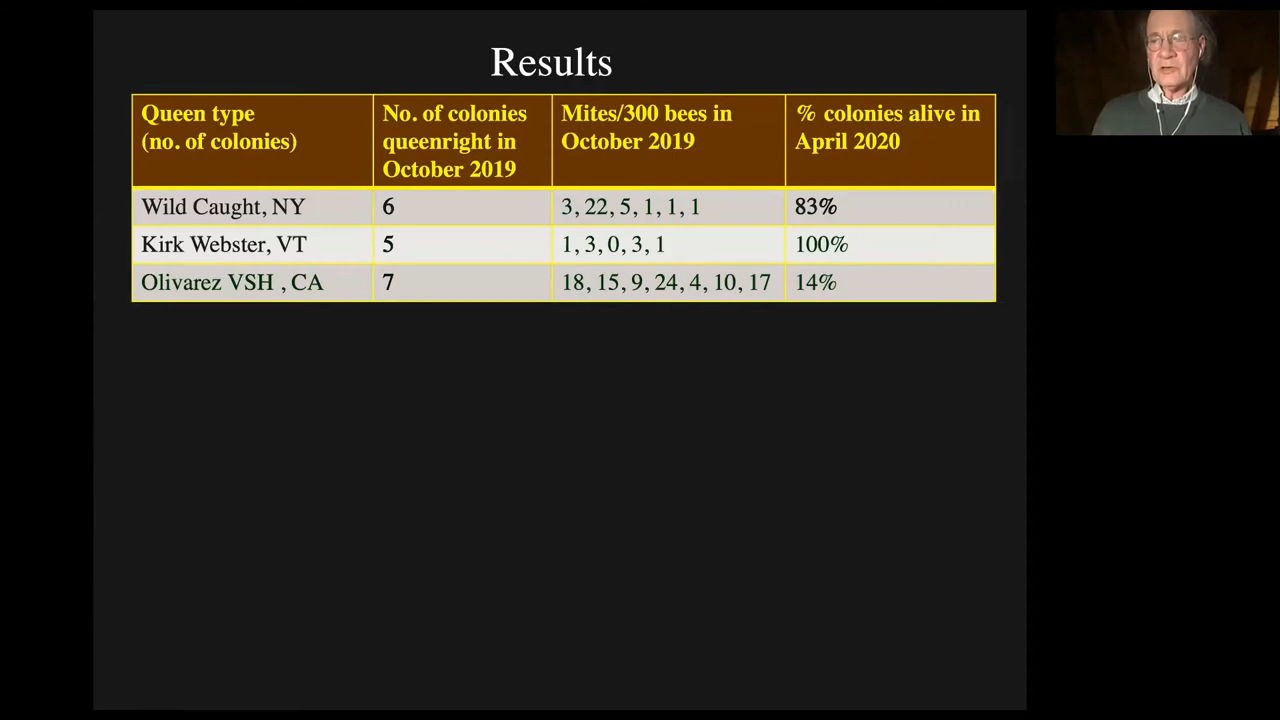 Results
Queen type
(no. of colonies)
No. of colonies
queenright in
October 2019
Mites/300 bees in
October 2019
% colonies alive in
April 2020
Wild Caught, NY
6
3, 22, 5, 1, 1, 1
83%
Kirk Webster, VT
5
1, 3, 0, 3, 1
100%
Olivarez VSH , CA
7
18, 15, 9, 24, 4, 10, 17
14%